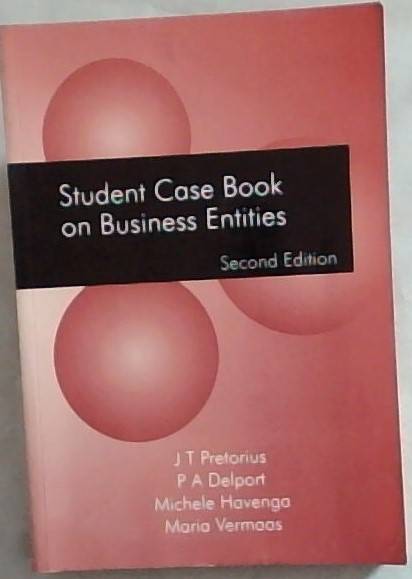 Student Case Book
on Business Entities
Second Edition
J T Pretorius
P A Delport
Michele Havenga
Maria Vermaas